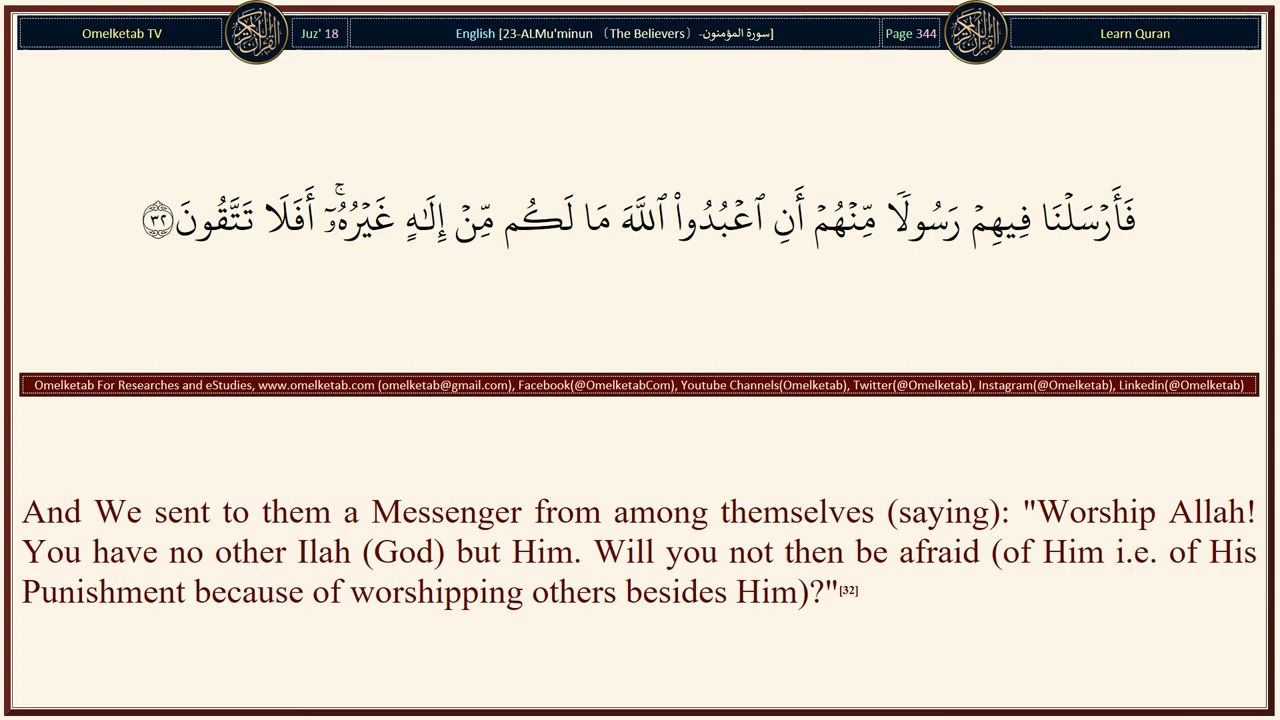 Omelketab TV
Juz' 18
English [23-ALMu'minun （The Believers） -سورة المؤمنون]
Page 344
Learn Quran
فَأَرۡسَلۡنَا فِيهِمۡ رَسُولٗا مِّنۡهُمۡ أَنِ ٱعۡبُدُواْ ٱللَّهَ مَا لَكُم مِّنۡ إِلَٰهٍ غَيۡرُهُۥٓۚ أَفَلَا تَتَّقُونَ ٣٢
Omelketab For Researches and eStudies, www.omelketab.com (omelketab@gmail.com), Facebook(@OmelketabCom), Youtube Channels(Omelketab), Twitter(@Omelketab), Instagram(@Omelketab), Linkedin(@Omelketab)
And We sent to them a Messenger from among themselves (saying): "Worship Allah!
You have no other Ilah (God) but Him. Will you not then be afraid (of Him i.e. of His
Punishment because of worshipping others besides Him)?"[32]